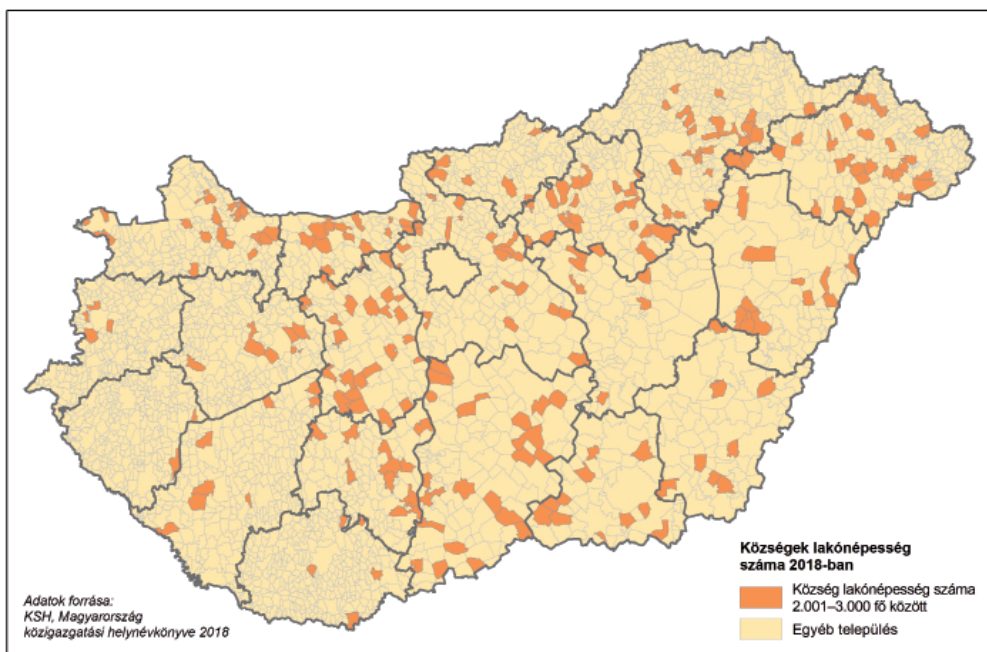 Községek lakónépesség
száma 2018-ban
Község lakónépesség száma
2.001–3.000 fő között
Egyéb település
Adatok forrása:
KSH, Magyarország
közigazgatási helynévkönyve 2018